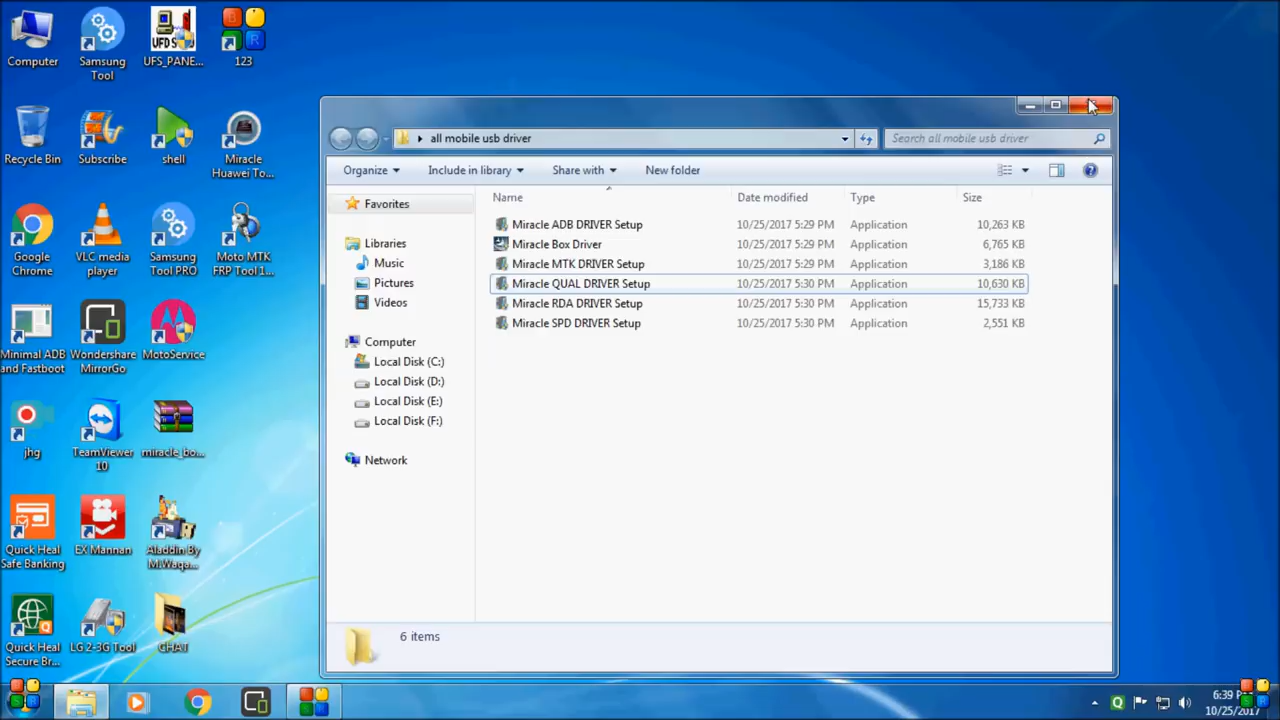 Computer
Samsung
Tool
UFS_PANE...
123
Recycle Bin
Subscribe
shell
Miracle
Huawei To...
Google
Chrome
VLC media
player
Samsung
Tool PRO
Moto MTK
FRP Tool 1...
Minimal ADB
and Fastboot
Wondershare
MirrorGo
MotoService
jhg
TeamViewer
10
miracle_bo...
Quick Heal
Safe Banking
EX Mannan
Aladdin By
M.Waqa...
Quick Heal
Secure Br...
LG 2-3G Tool
CHAT
all mobile usb driver
Search all mobile usb driver
Organize
Include in library
Share with
New folder
Favorites
Libraries
Music
Pictures
Videos
Computer
Local Disk (C:)
Local Disk (D:)
Local Disk (E:)
Local Disk (F:)
Network
Name Date modified Type Size
Miracle ADB DRIVER Setup 10/25/2017 5:29 PM Application 10,263 KB
Miracle Box Driver 10/25/2017 5:29 PM Application 6,765 KB
Miracle MTK DRIVER Setup 10/25/2017 5:29 PM Application 3,186 KB
Miracle QUAL DRIVER Setup 10/25/2017 5:30 PM Application 10,630 KB
Miracle RDA DRIVER Setup 10/25/2017 5:30 PM Application 15,733 KB
Miracle SPD DRIVER Setup 10/25/2017 5:30 PM Application 2,551 KB
6 items
6:39
10/25/2017